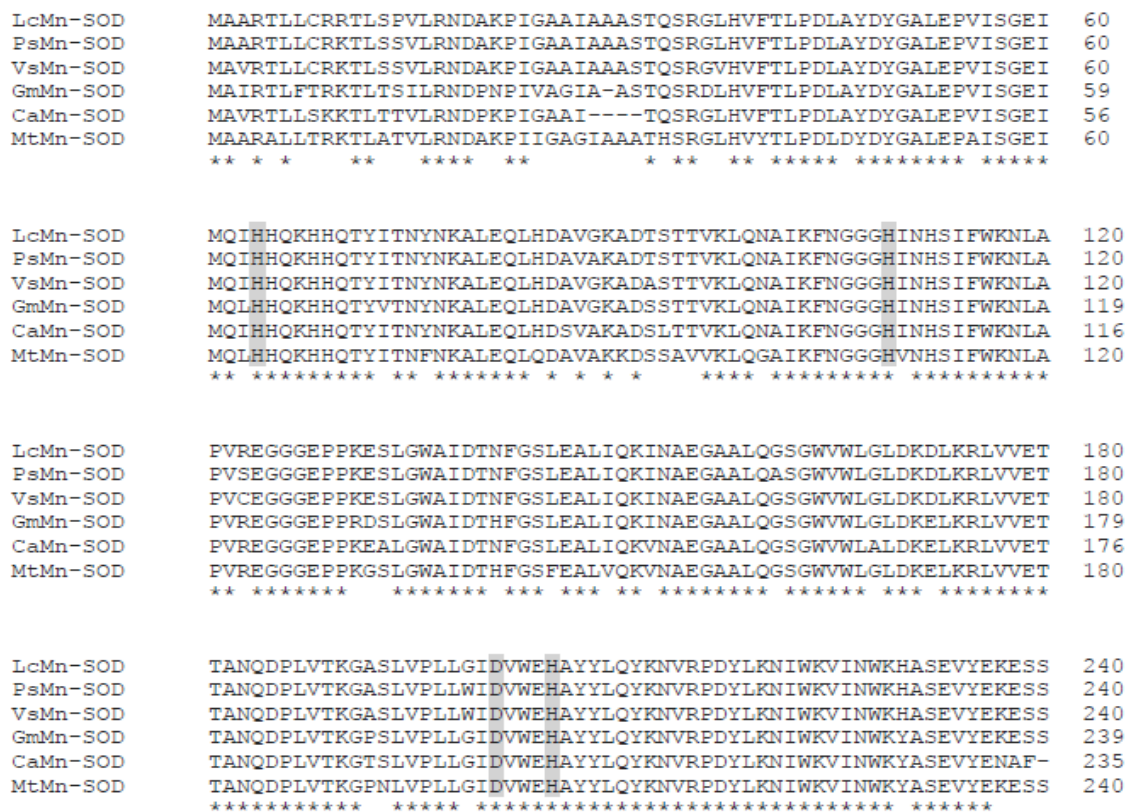 LcMn-SOD MAARTLLCRRTLSPVLRNDAKPIGAAIAAASTQSRGLHVFTLPDLAYDYGALEPVISGEI 60
PsMn-SOD MAARTLLCRKTLSSVLRNDAKPIGAAIAAASTQSRGLHVFTLPDLAYDYGALEPVISGEI 60
VsMn-SOD MAVRTLLCRKTLSSVLRNDAKPIGAAIAAASTQSRGVHVFTLPDLAYDYGALEPVISGEI 60
GmMn-SOD MAIRTLFTRKTLTSILRNDPNPIVAGIA-ASTQSRDLHVFTLPDLAYDYGALEPVISGEI 59
CaMn-SOD MAVRTLLSKKTLTTVLRNDPKPIGAAI----TQSRGLHVFTLPDLAYDYGALEPVISGEI 56
MtMn-SOD MAARALLTRKTLATVLRNDAKPIIGAGIAAATHSRGLHVYTLPDLDYDYGALEPAISGEI 60
** * * ** **** ** * ** ** ***** ******** *****
LcMn-SOD MQIHHQKHHQTYITNYNKALEQLHDAVGKADTSTTVKLQNAIKFNGGGHINHSIFWKNLA 120
PsMn-SOD MQIHHQKHHQTYITNYNKALEQLHDAVAKADTSTTVKLQNAIKFNGGGHINHSIFWKNLA 120
VsMn-SOD MQIHHQKHHQTYITNYNKALEQLHDAVGKADASTTVKLQNAIKFNGGGHINHSIFWKNLA 120
GmMn-SOD MQLHHQKHHQTYVTNYNKALEQLHDAVGKADSSTTVKLQNAIKFNGGGHINHSIFWKNLA 119
CaMn-SOD MQIHHQKHHQTYITNYNKALEQLHDSVAKADSLTTVKLQNAIKFNGGGHINHSIFWKNLA 116
MtMn-SOD MQLHHQKHHQTYITNFNKALEQLQDAVAKKDSSAVVKLQGAIKFNGGGHVNHSIFWKNLA 120
** ********* ** ******* * * * * **** ********* **********
LcMn-SOD PVREGGGEPPKESLGWAIDTNFGSLEALIQKINAEGAALQGSGWVWLGLDKDLKRLVVET 180
PsMn-SOD PVSEGGGEPPKESLGWAIDTNFGSLEALIQKINAEGAALQASGWVWLGLDKDLKRLVVET 180
VsMn-SOD PVCEGGGEPPKESLGWAIDTNFGSLEALIQKINAEGAALQGSGWVWLGLDKDLKRLVVET 180
GmMn-SOD PVREGGGEPPRDSLGWAIDTHFGSLEALIQKINAEGAALQGSGWVWLGLDKELKRLVVET 179
CaMn-SOD PVREGGGEPPKEALGWAIDTNFGSLEALIQKVNAEGAALQGSGWVWLALDKELKRLVVET 176
MtMn-SOD PVREGGGEPPKGSLGWAIDTHFGSFEALVQKVNAEGAALQGSGWVWLGLDKELKRLVVET 180
** ******* ******* *** *** ** ******** ****** *** ********
LcMn-SOD TANQDPLVTKGASLVPLLGIDVWEHAYYLQYKNVRPDYLKNIWKVINWKHASEVYEKESS 240
PsMn-SOD TANQDPLVTKGASLVPLLWIDVWEHAYYLQYKNVRPDYLKNIWKVINWKHASEVYEKESS 240
VsMn-SOD TANQDPLVTKGASLVPLLWIDVWEHAYYLQYKNVRPDYLKNIWKVINWKHASEVYEKESS 240
GmMn-SOD TANQDPLVTKGPSLVPLLGIDVWEHAYYLQYKNVRPDYLKNIWKVINWKYASEVYEKESS 239
CaMn-SOD TANQDPLVTKGTSLVPLLGIDVWEHAYYLQYKNVRPDYLKNIWKVINWKYASEVYENAF- 235
MtMn-SOD TANQDPLVTKGPNLVPLLGIDVWEHAYYLQYKNVRPDYLKNIWKVINWKYASEVYEKESS 240
*********** ***** ****************************** *******